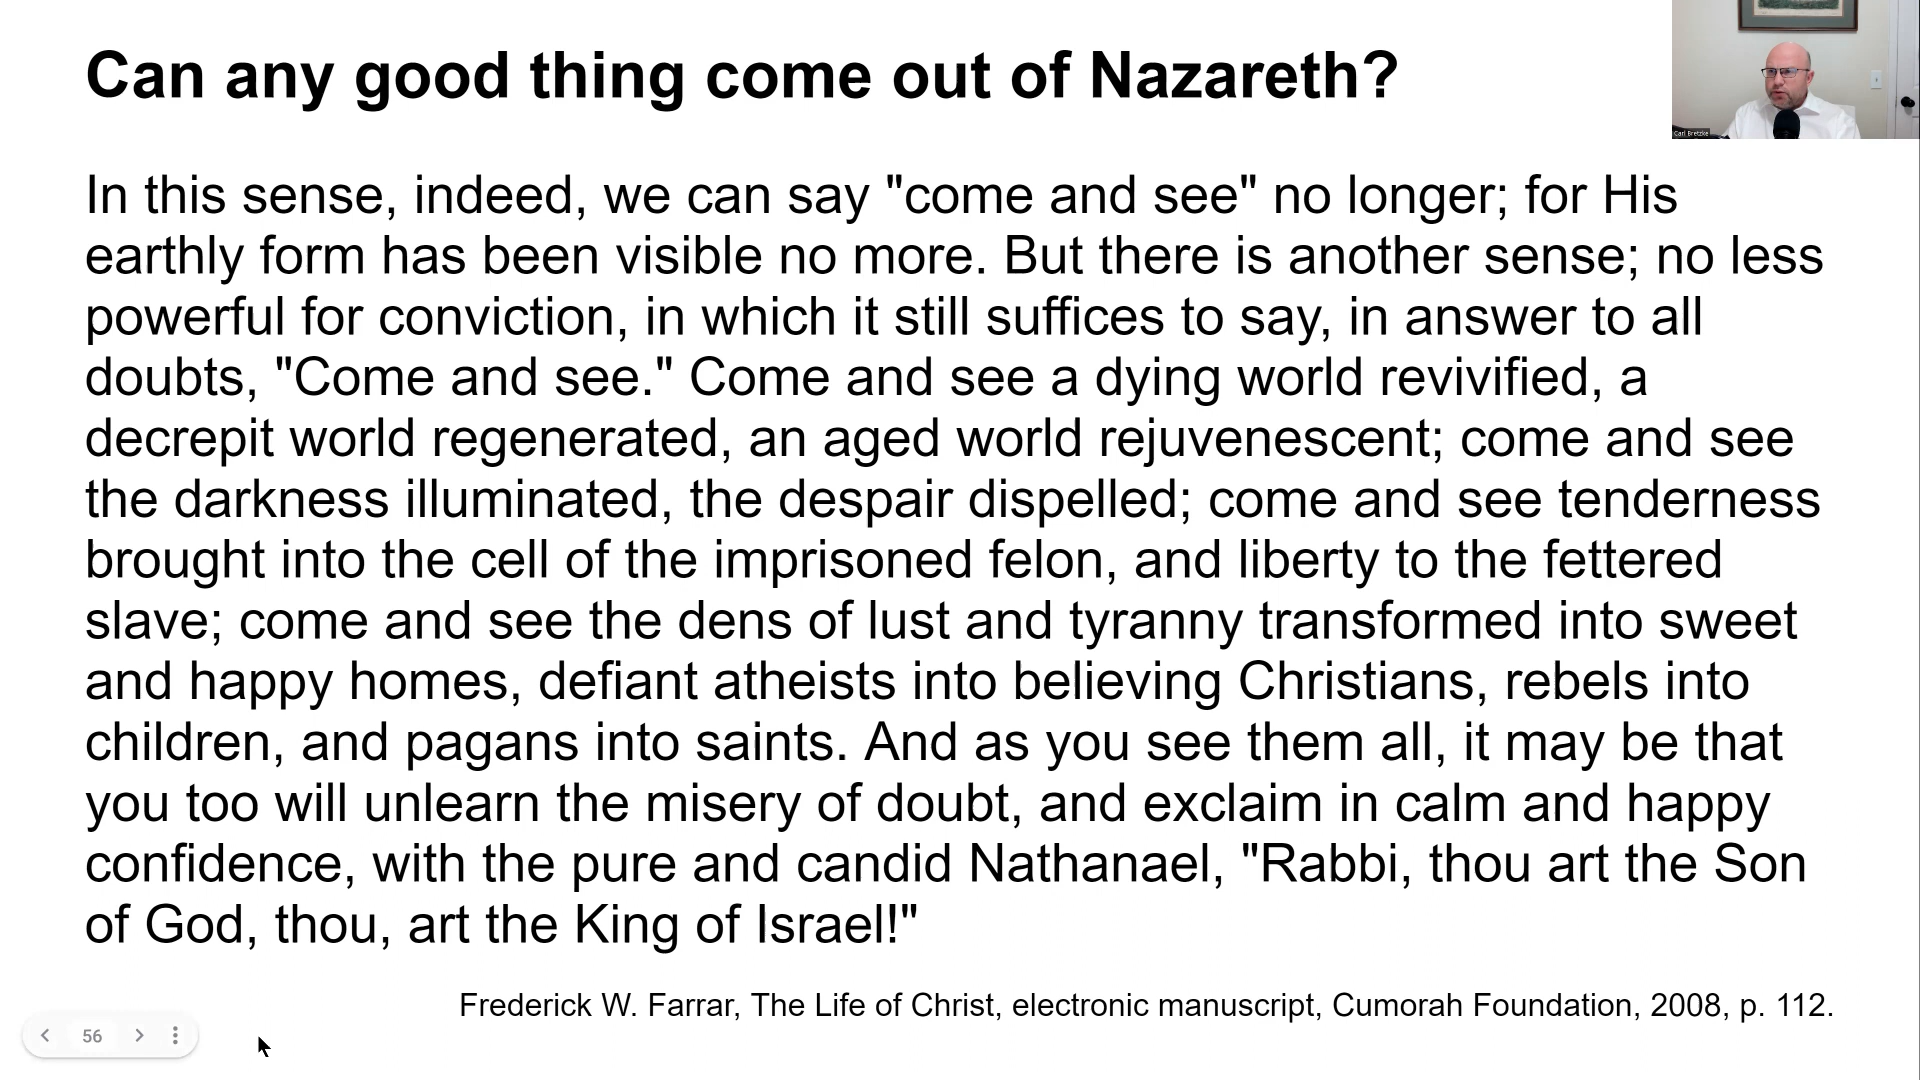 Can any good thing come out of Nazareth?
Carl Bretzke
In this sense, indeed, we can say "come and see" no longer; for His
earthly form has been visible no more. But there is another sense; no less
powerful for conviction, in which it still suffices to say, in answer to all
doubts, "Come and see." Come and see a dying world revivified, a
decrepit world regenerated, an aged world rejuvenescent; come and see
the darkness illuminated, the despair dispelled; come and see tenderness
brought into the cell of the imprisoned felon, and liberty to the fettered
slave; come and see the dens of lust and tyranny transformed into sweet
and happy homes, defiant atheists into believing Christians, rebels into
children, and pagans into saints. And as you see them all, it may be that
you too will unlearn the misery of doubt, and exclaim in calm and happy
confidence, with the pure and candid Nathanael, "Rabbi, thou art the Son
of God, thou, art the King of Israel!"
Frederick W. Farrar, The Life of Christ, electronic manuscript, Cumorah Foundation, 2008, p. 112.
56